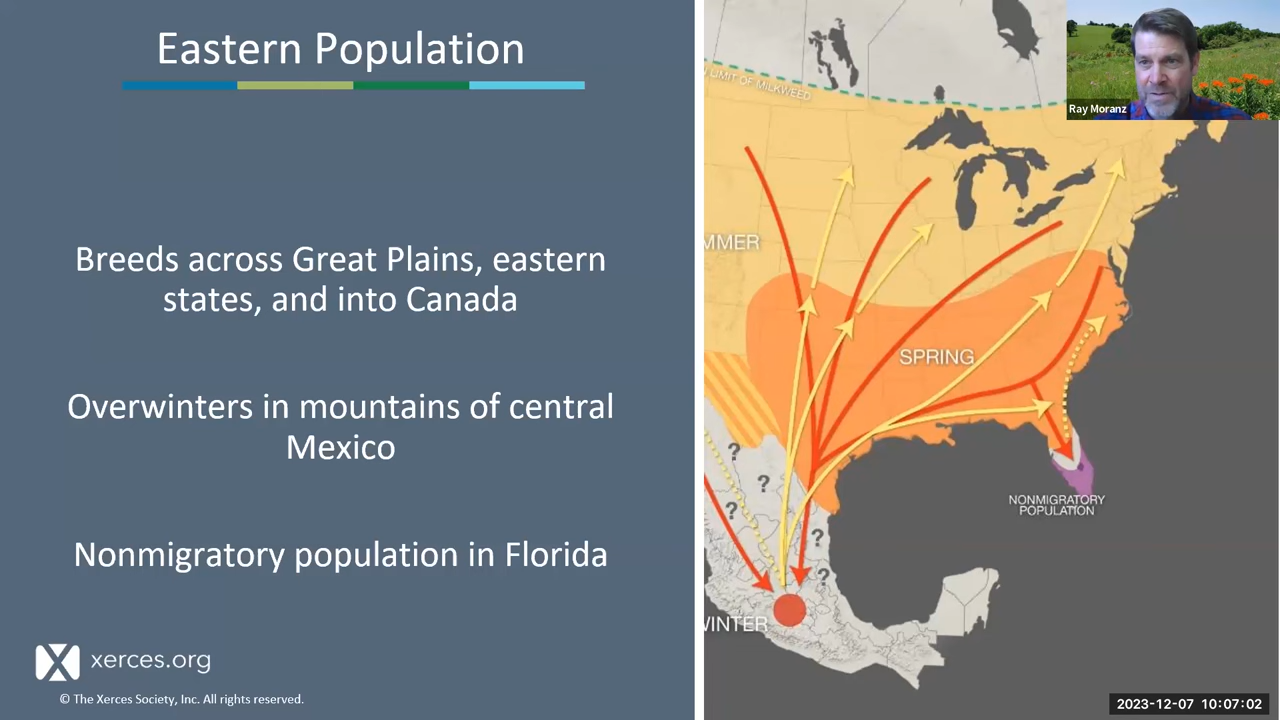 Eastern Population
Breeds across Great Plains, eastern
states, and into Canada
Overwinters in mountains of central
Mexico
Nonmigratory population in Florida
xerces.org
© The Xerces Society, Inc. All rights reserved.
LIMIT OF MILKWEED
MMER
SPRING
?
?
?
?
?
NONMIGRATORY
POPULATION
WINTER
Ray Moranz
2023-12-07 10:07:02